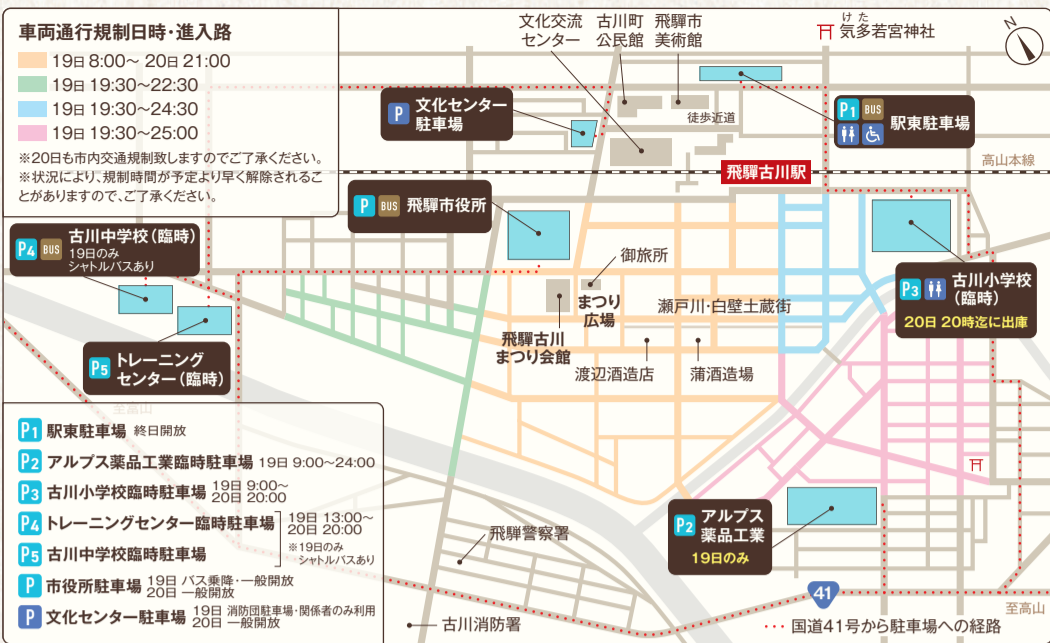 車両通行規制日時・進入路
19日 8:00～ 20日 21:00
19日 19:30～22:30
19日 19:30～24:30
19日 19:30～25:00
※20日も市内交通規制致しますのでご了承ください。
※状況により、規制時間が予定より早く解除されるこ
とがありますので、ご了承ください。
文化交流
センター
古川町
公民館
飛騨市
美術館
けた
気多若宮神社
N
P 文化センター
駐車場
徒歩近道
P1 BUS 駅東駐車場
高山本線
飛騨古川駅
P BUS 飛騨市役所
P4 BUS 古川中学校(臨時)
19日のみ
シャトルバスあり
御旅所
まつり
広場
瀬戸川・白壁土蔵街
P3 古川小学校
(臨時)
20日 20時迄に出庫
飛騨古川
まつり会館
渡辺酒造店
蒲酒造場
P5 トレーニング
センター(臨時)
至高山
P1 駅東駐車場 終日開放
P2 アルプス薬品工業臨時駐車場 19日 9:00～24:00
P3 古川小学校臨時駐車場 19日 9:00～
20日 20:00
P4 トレーニングセンター臨時駐車場
P5 古川中学校臨時駐車場
19日 13:00～
20日 20:00
※19日のみ
シャトルバスあり
P 市役所駐車場 19日 バス乗降・一般開放
20日 一般開放
P 文化センター駐車場 19日 消防団駐車場・関係者のみ利用
20日 一般開放
飛騨警察署
古川消防署
P2 アルプス
薬品工業
19日のみ
41
至高山
国道41号から駐車場への経路